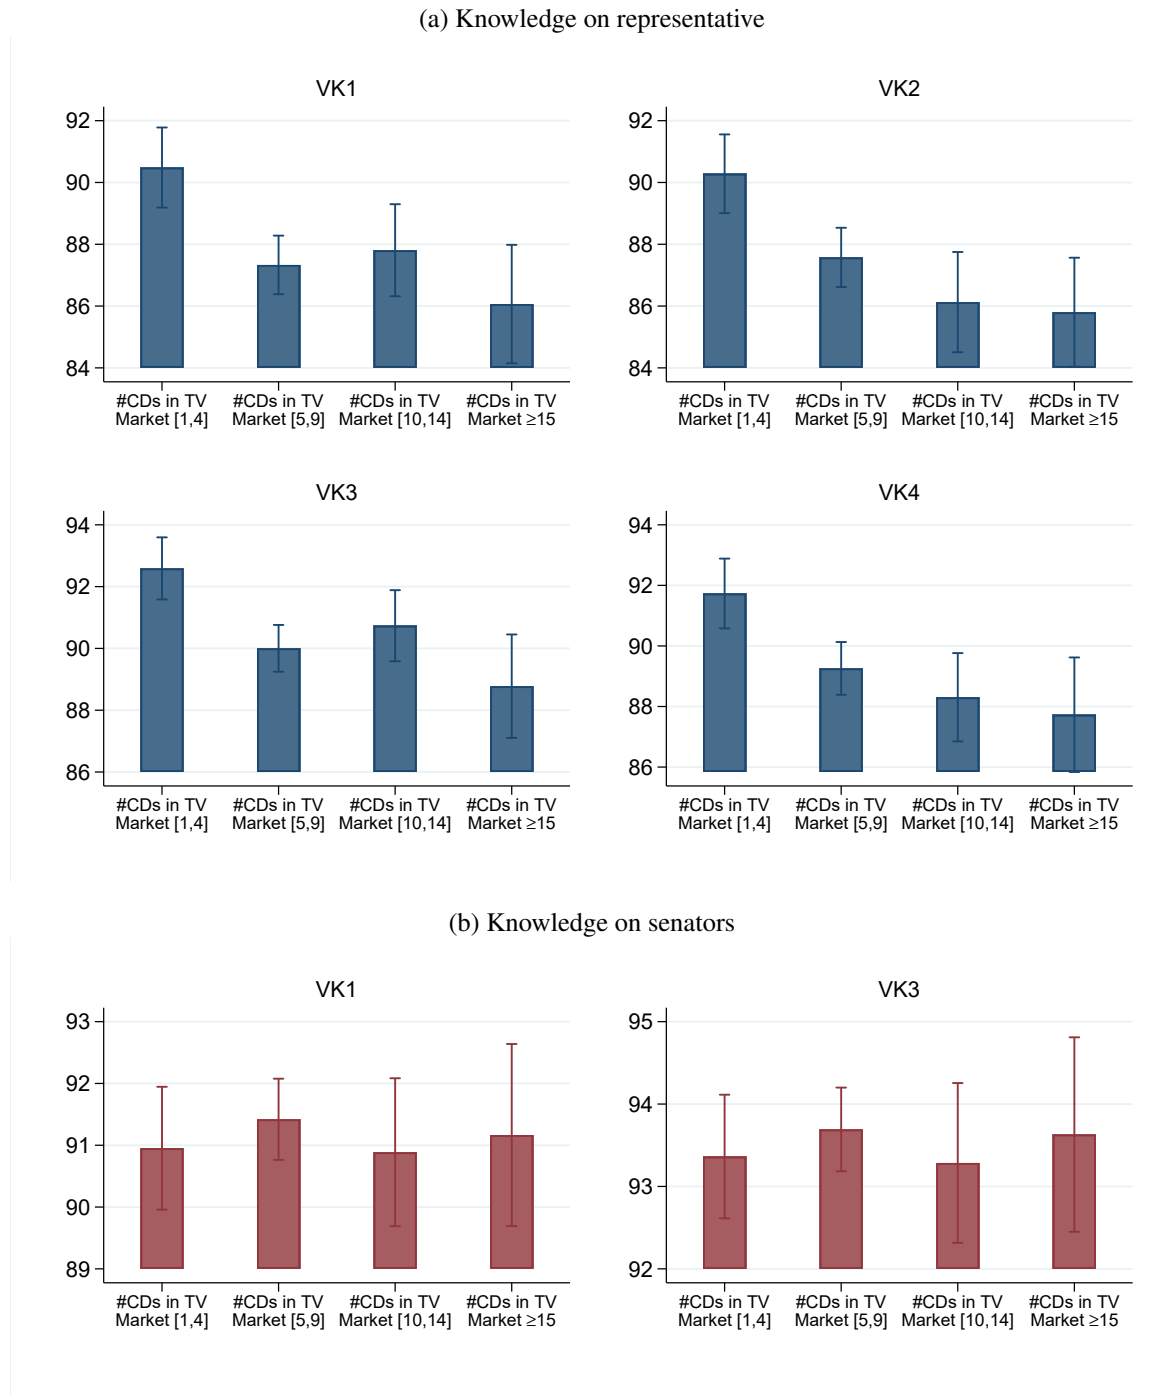 (a) Knowledge on representative
VK1
92
90
88
86
84
#CDs in TV
Market [1,4]
#CDs in TV
Market [5,9]
#CDs in TV
Market [10,14]
#CDs in TV
Market ≥15
VK2
92
90
88
86
84
#CDs in TV
Market [1,4]
#CDs in TV
Market [5,9]
#CDs in TV
Market [10,14]
#CDs in TV
Market ≥15
VK3
94
92
90
88
86
#CDs in TV
Market [1,4]
#CDs in TV
Market [5,9]
#CDs in TV
Market [10,14]
#CDs in TV
Market ≥15
VK4
94
92
90
88
86
#CDs in TV
Market [1,4]
#CDs in TV
Market [5,9]
#CDs in TV
Market [10,14]
#CDs in TV
Market ≥15
(b) Knowledge on senators
VK1
93
92
91
90
89
#CDs in TV
Market [1,4]
#CDs in TV
Market [5,9]
#CDs in TV
Market [10,14]
#CDs in TV
Market ≥15
VK3
95
94
93
92
#CDs in TV
Market [1,4]
#CDs in TV
Market [5,9]
#CDs in TV
Market [10,14]
#CDs in TV
Market ≥15